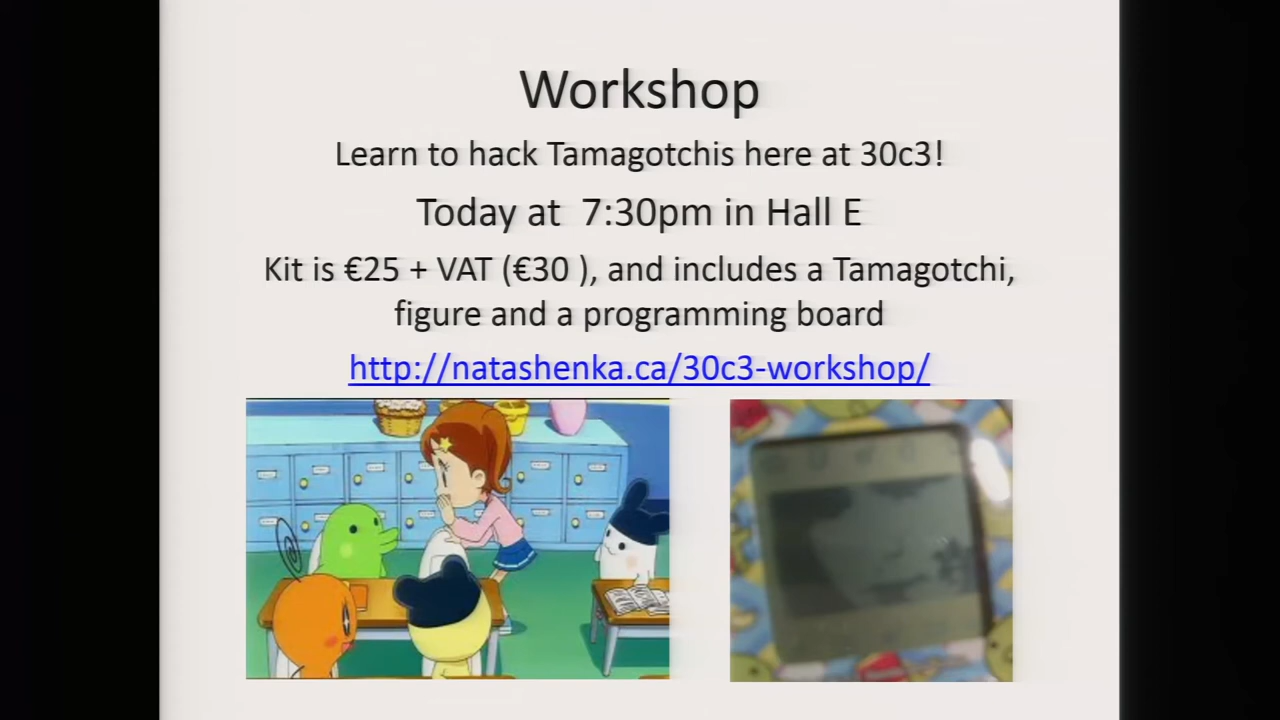 Workshop
Learn to hack Tamagotchis here at 30c3!
Today at  7:30pm in Hall E
Kit is €25 + VAT (€30 ), and includes a Tamagotchi,
figure and a programming board
http://natashenka.ca/30c3-workshop/